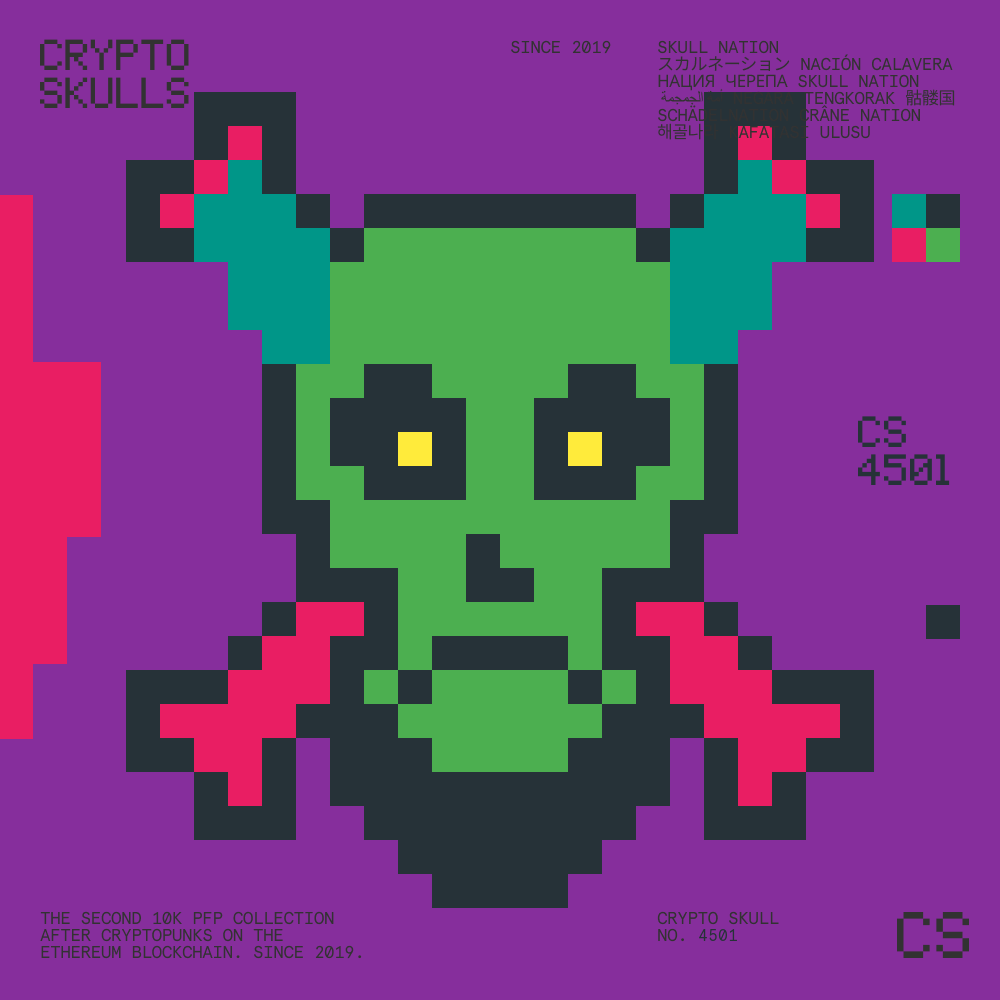 CRYPTO
SKULLS
SINCE 2019
SKULL NATION
スカルネーション NACIÓN CALAVERA
НАЦИЯ ЧЕРЕПА SKULL NATION
TENGKORAK 骷髅国
CRÂNE NATION
해골나 ULUSU
CS
4501
THE SECOND 10K PFP COLLECTION
AFTER CRYPTOPUNKS ON THE
ETHEREUM BLOCKCHAIN. SINCE 2019.
CRYPTO SKULL
NO. 4501
CS